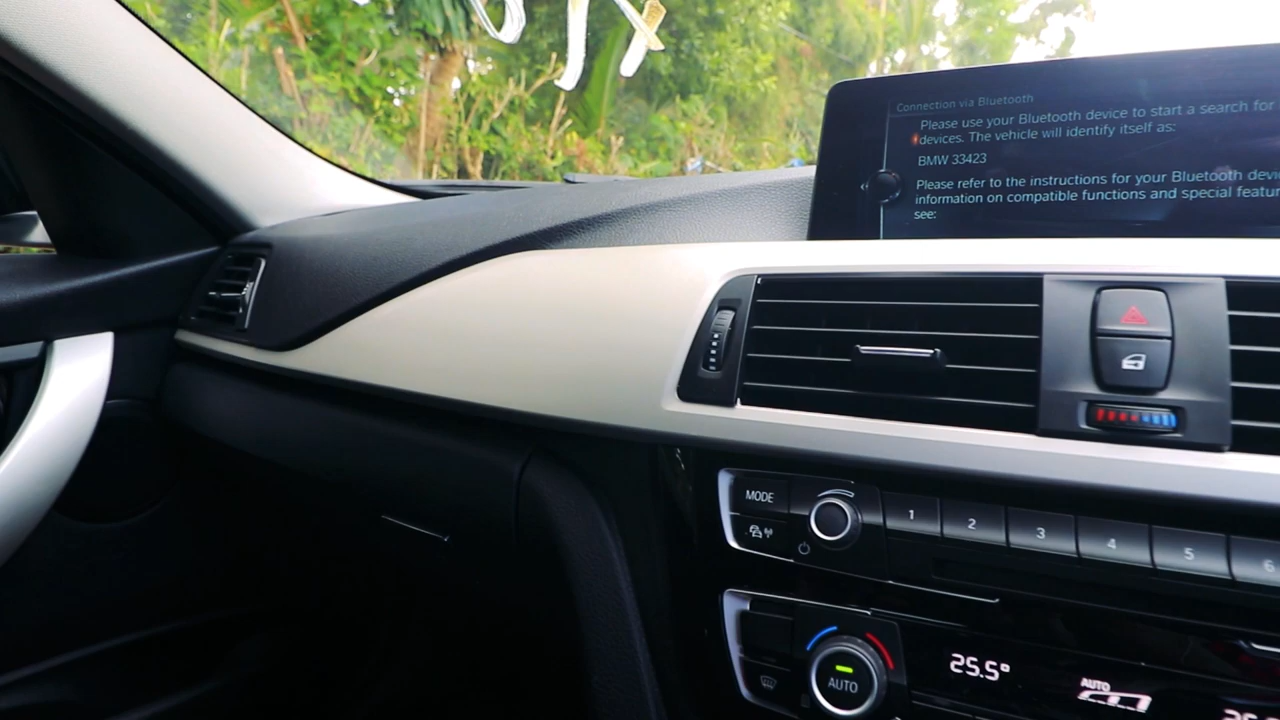 Connection via Bluetooth
Please use your Bluetooth device to start a search for
devices. The vehicle will identify itself as:
BMW 33423
Please refer to the instructions for your Bluetooth
information on compatible functions and special
see:
MODE
1 2 3 4 5 6
AUTO
25.5°
AUTO